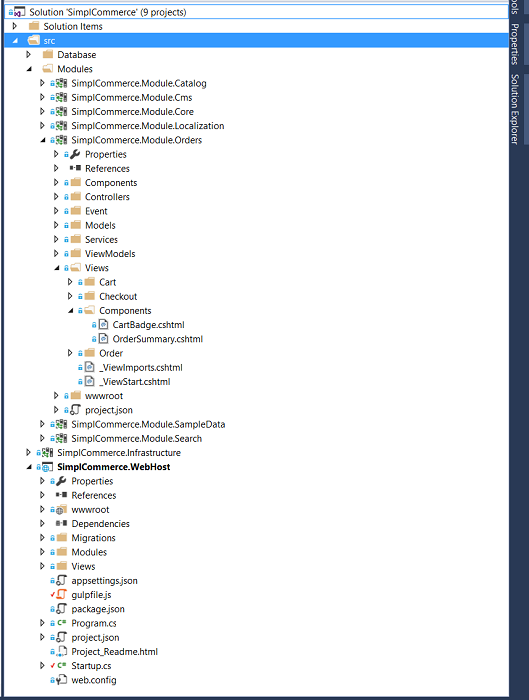 Solution 'SimplCommerce' (9 projects)
Solution Items
src
Database
Modules
SimplCommerce.Module.Catalog
SimplCommerce.Module.Cms
SimplCommerce.Module.Core
SimplCommerce.Module.Localization
SimplCommerce.Module.Orders
Properties
References
Components
Controllers
Event
Models
Services
ViewModels
Views
Cart
Checkout
Components
CartBadge.cshtml
OrderSummary.cshtml
Order
_ViewImports.cshtml
_ViewStart.cshtml
wwwroot
project.json
SimplCommerce.Module.SampleData
SimplCommerce.Module.Search
SimplCommerce.Infrastructure
SimplCommerce.WebHost
Properties
References
wwwroot
Dependencies
Migrations
Modules
Views
appsettings.json
gulpfile.js
package.json
C# Program.cs
project.json
Project_Readme.html
C# Startup.cs
web.config
Properties
Solution Explorer